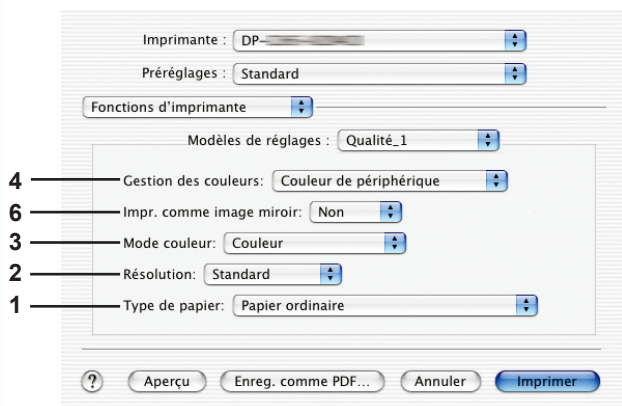 Imprimante : DP-
Préréglages : Standard
Fonctions d'imprimante
Modèles de réglages : Qualité_1
4 Gestion des couleurs: Couleur de périphérique
6 Impr. comme image miroir: Non
3 Mode couleur: Couleur
2 Résolution: Standard
1 Type de papier: Papier ordinaire
? Aperçu Enreg. comme PDF... Annuler Imprimer